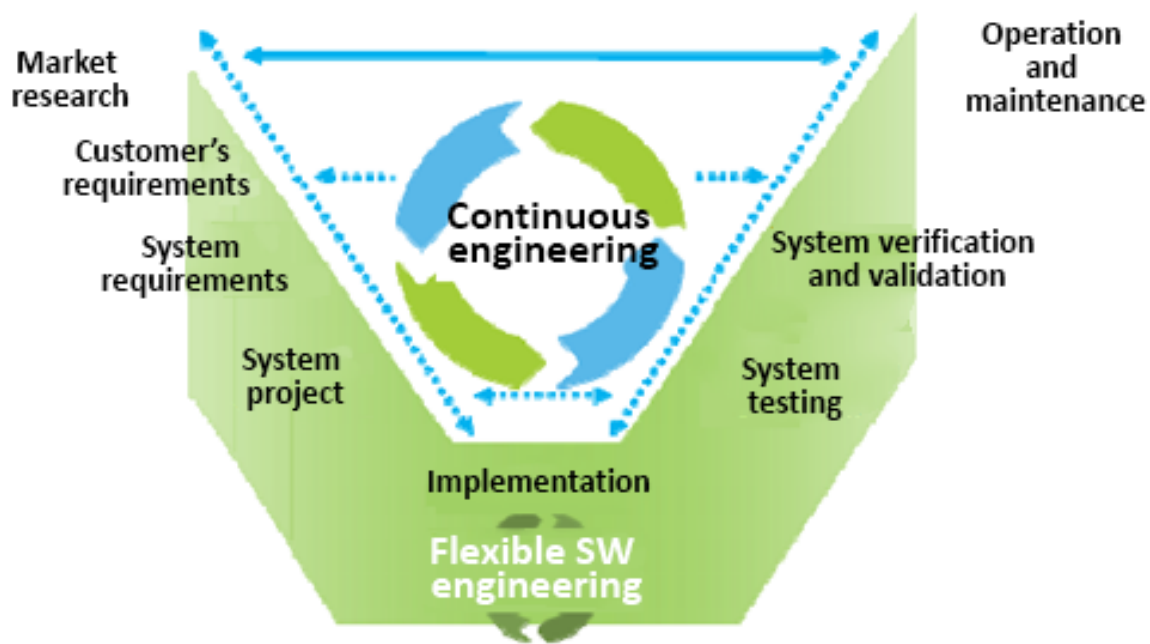 Market
research
Customer's
requirements
System
requirements
System
project
Implementation
Flexible SW
engineering
Continuous
engineering
Operation
and
maintenance
System verification
and validation
System
testing